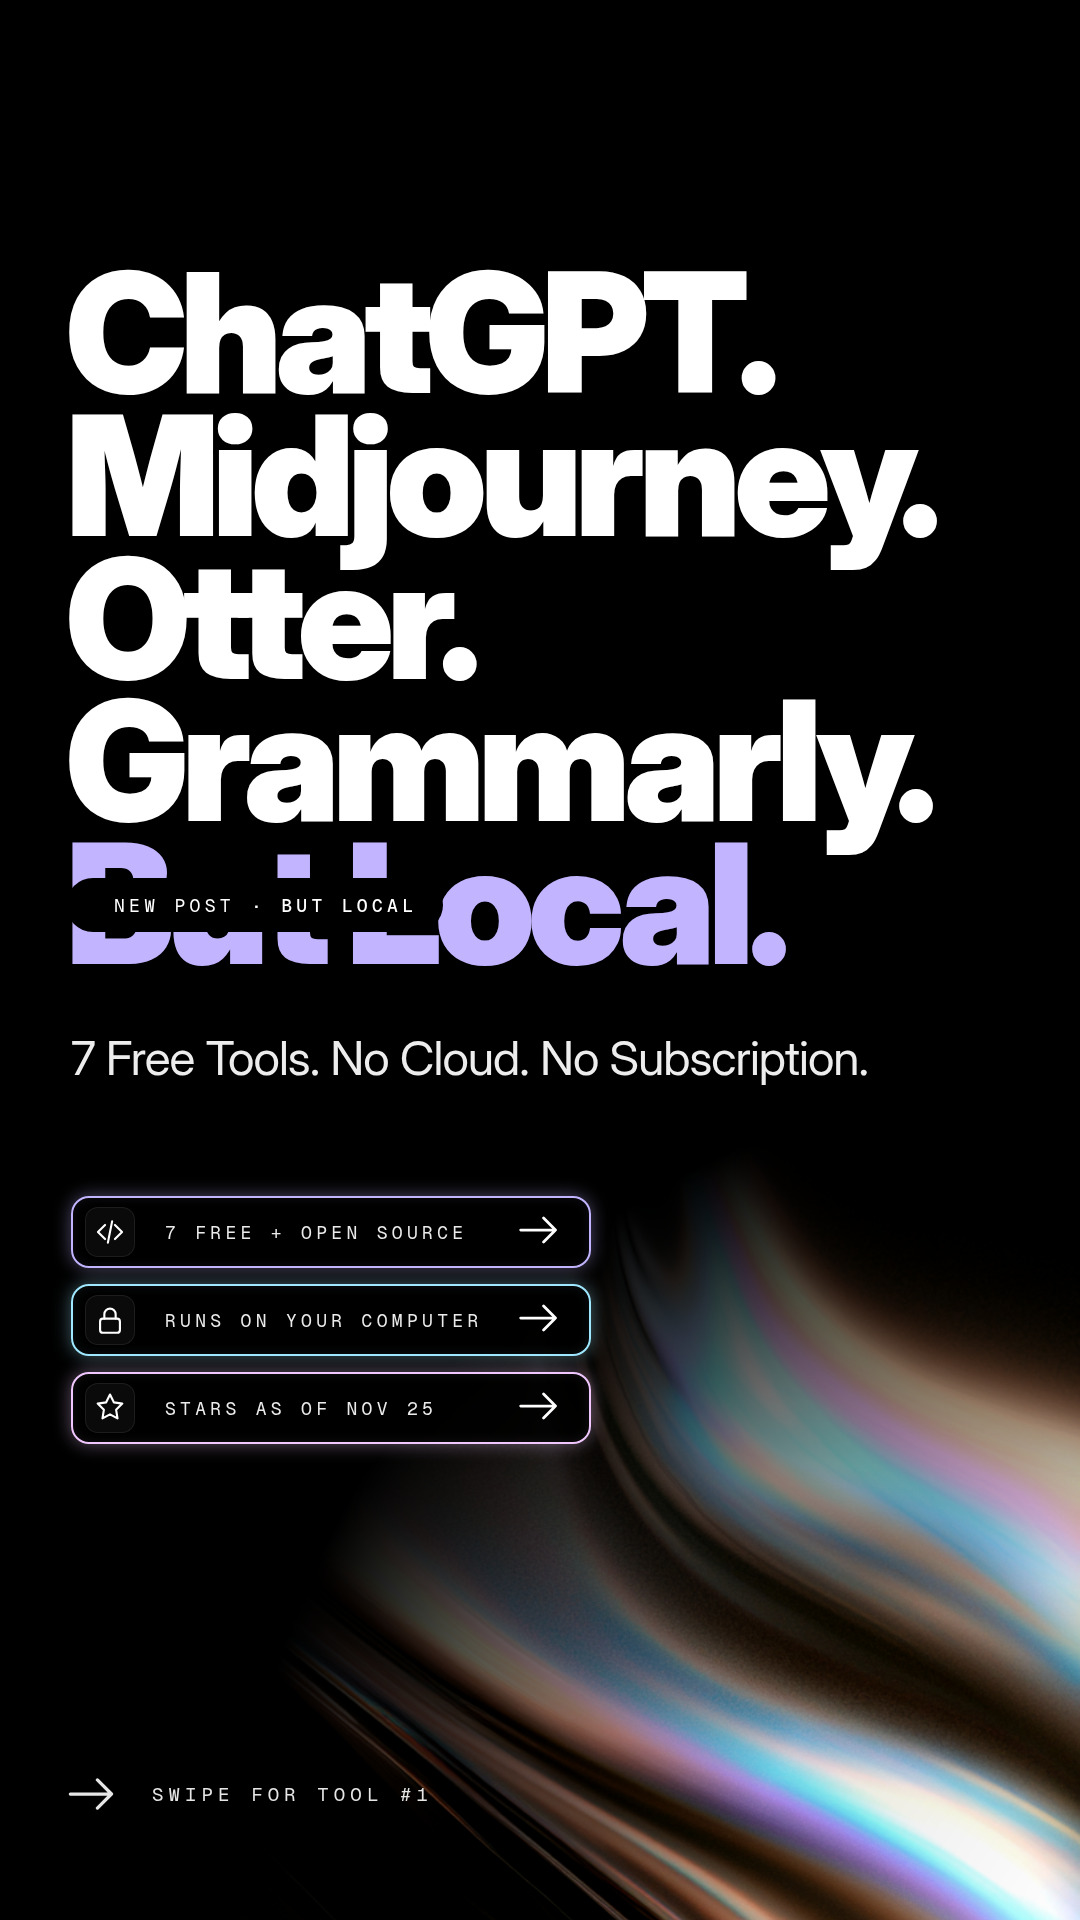 ChatGPT.
Midjourney.
Otter.
Grammarly.
But Local.
NEW POST · BUT LOCAL
7 Free Tools. No Cloud. No Subscription.
7 FREE + OPEN SOURCE
RUNS ON YOUR COMPUTER
STARS AS OF NOV 25
SWIPE FOR TOOL #1